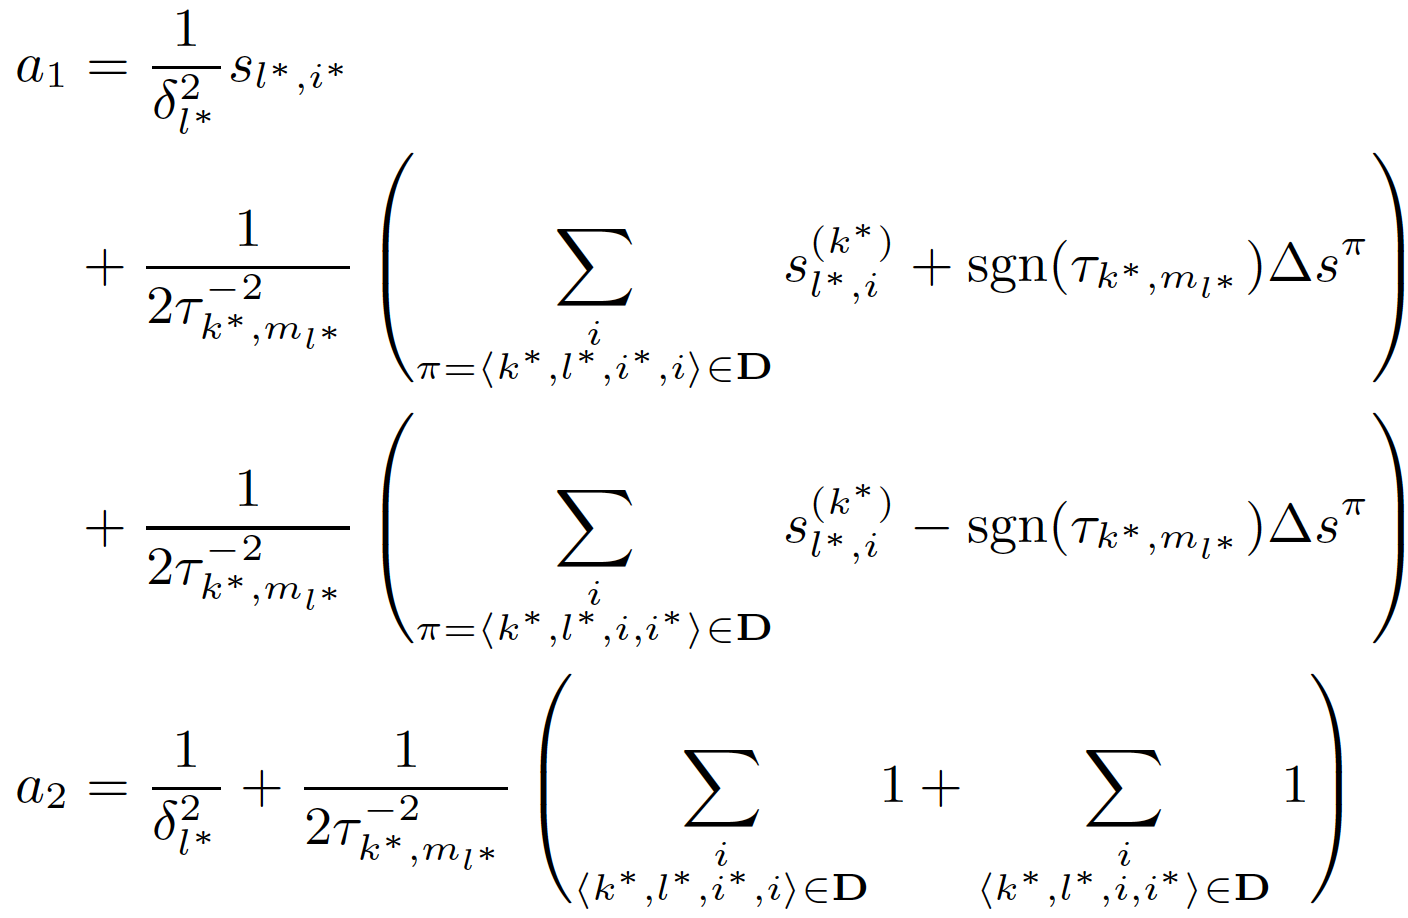 a_1 = \frac{1}{\delta_{l^*}^2} s_{l^*,i^*}
+ \frac{1}{2\tau_{k^*,m_{l^*}}^{-2}} \left( \sum_{\substack{i \\ \pi=\langle k^*,l^*,i^*,i \rangle \in \mathbf{D}}} s_{l^*,i}^{(k^*)} + \text{sgn}(\tau_{k^*,m_{l^*}}) \Delta s^{\pi} \right)
+ \frac{1}{2\tau_{k^*,m_{l^*}}^{-2}} \left( \sum_{\substack{i \\ \pi=\langle k^*,l^*,i,i^* \rangle \in \mathbf{D}}} s_{l^*,i}^{(k^*)} - \text{sgn}(\tau_{k^*,m_{l^*}}) \Delta s^{\pi} \right)
a_2 = \frac{1}{\delta_{l^*}^2} + \frac{1}{2\tau_{k^*,m_{l^*}}^{-2}} \left( \sum_{\substack{i \\ \langle k^*,l^*,i^*,i \rangle \in \mathbf{D}}} 1 + \sum_{\substack{i \\ \langle k^*,l^*,i,i^* \rangle \in \mathbf{D}}} 1 \right)